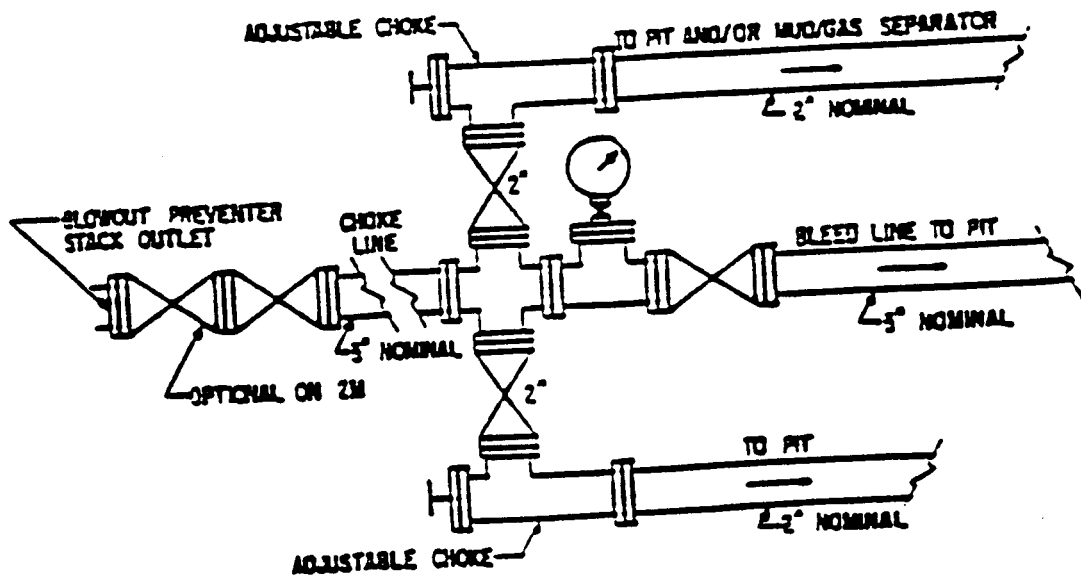 ADJUSTABLE CHOKE
TO PIT AND/OR MUD/GAS SEPARATOR
2" NOMINAL
2"
BLOWOUT PREVENTER
STACK OUTLET
CHOKE
LINE
BLEED LINE TO PIT
3" NOMINAL
3" NOMINAL
OPTIONAL ON 2M
2"
TO PIT
2" NOMINAL
ADJUSTABLE CHOKE